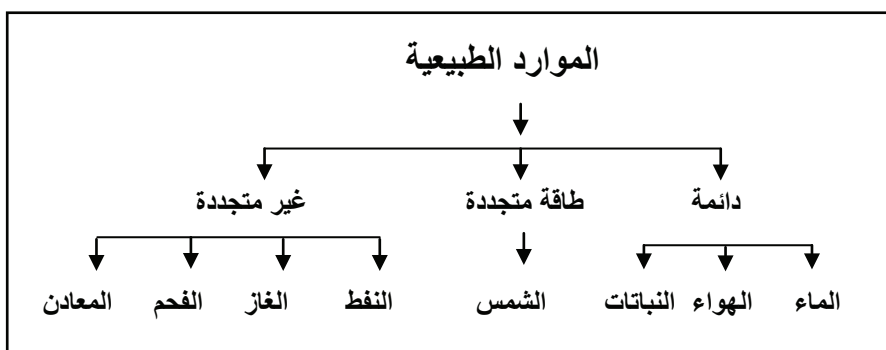 الموارد الطبيعية
دائمة طاقة متجددة غير متجددة
الماء الهواء النباتات الشمس النفط الغاز الفحم المعادن